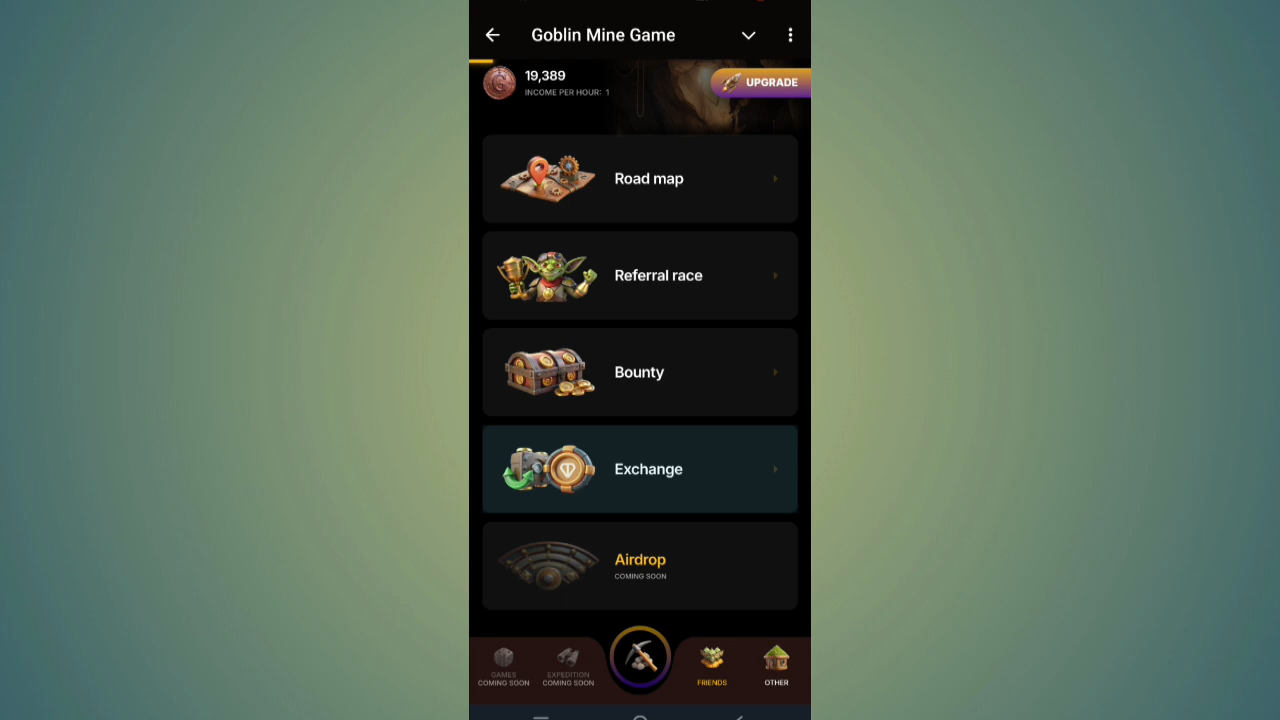 Goblin Mine Game
19,389
INCOME PER HOUR: 1
UPGRADE
Road map
Referral race
Bounty
Exchange
Airdrop
COMING SOON
GAMES
COMING SOON
EXPEDITION
COMING SOON
FRIENDS
OTHER